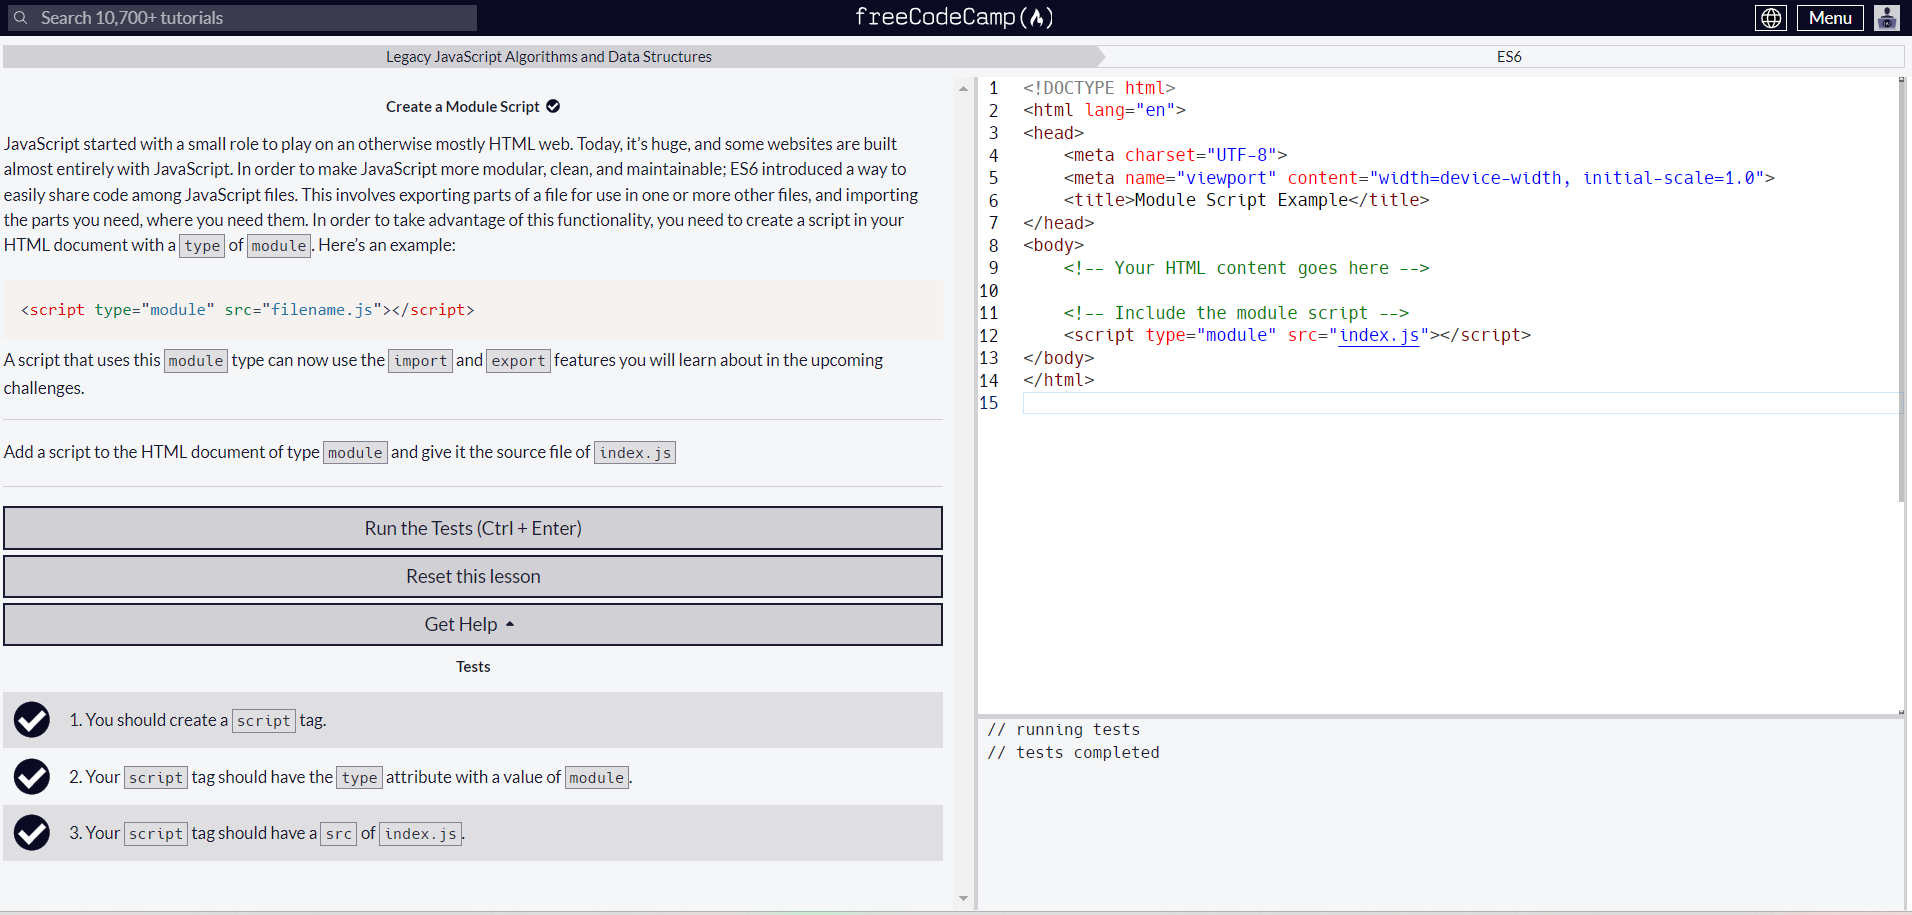 Search 10,700+ tutorials
freeCodeCamp
Menu
Legacy JavaScript Algorithms and Data Structures
ES6
Create a Module Script
JavaScript started with a small role to play on an otherwise mostly HTML web. Today, it’s huge, and some websites are built
almost entirely with JavaScript. In order to make JavaScript more modular, clean, and maintainable; ES6 introduced a way to
easily share code among JavaScript files. This involves exporting parts of a file for use in one or more other files, and importing
the parts you need, where you need them. In order to take advantage of this functionality, you need to create a script in your
HTML document with a type of module. Here’s an example:
<script type="module" src="filename.js"></script>
A script that uses this module type can now use the import and export features you will learn about in the upcoming
challenges.
Add a script to the HTML document of type module and give it the source file of index.js
Run the Tests (Ctrl + Enter)
Reset this lesson
Get Help
Tests
1. You should create a script tag.
2. Your script tag should have the type attribute with a value of module.
3. Your script tag should have a src of index.js.
1 <!DOCTYPE html>
2 <html lang="en">
3 <head>
4 <meta charset="UTF-8">
5 <meta name="viewport" content="width=device-width, initial-scale=1.0">
6 <title>Module Script Example</title>
7 </head>
8 <body>
9 <!-- Your HTML content goes here -->
10
11 <!-- Include the module script -->
12 <script type="module" src="index.js"></script>
13 </body>
14 </html>
15
// running tests
// tests completed